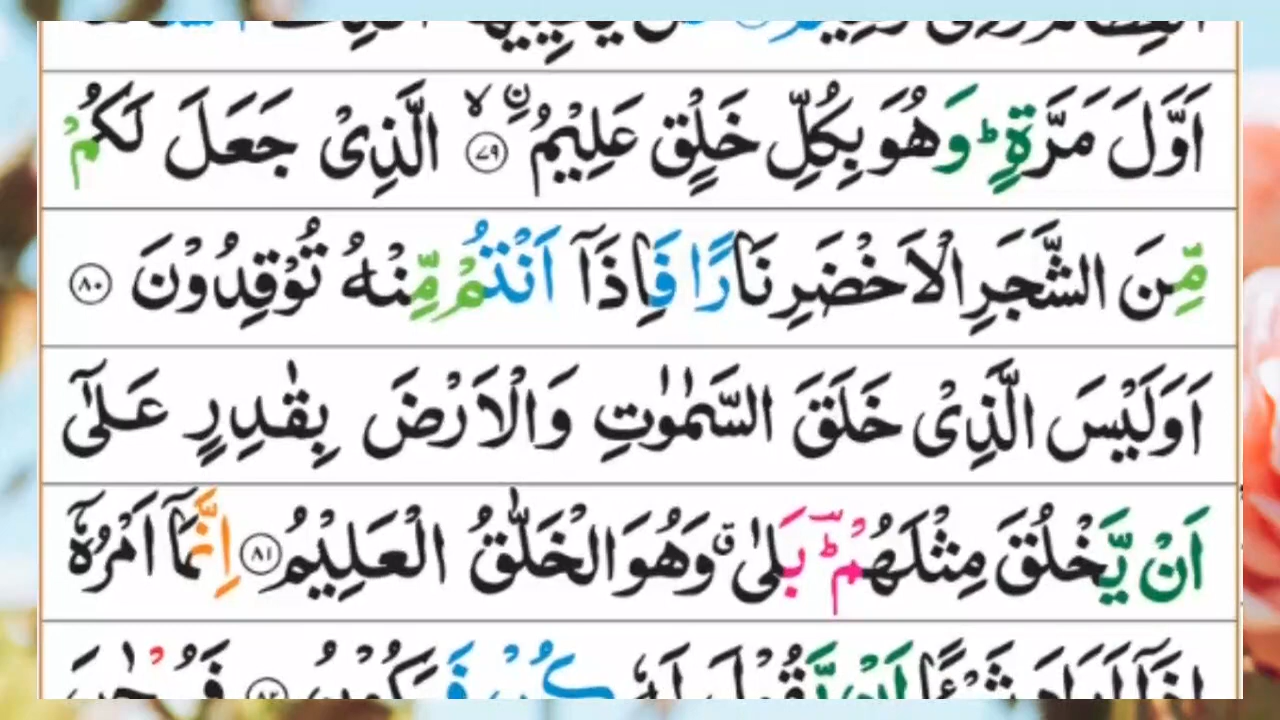 اَوَّلَ مَرَّةٍ ؕ وَهُوَ بِكُلِّ خَلْقٍ عَلِيْمُ ۙ﴿۷۹﴾ الَّذِىْ جَعَلَ لَكُمْ
مِّنَ الشَّجَرِ الْاَخْضَرِ نَارًا فَاِذَاۤ اَنْتُمْ مِّنْهُ تُوْقِدُوْنَ ﴿۸۰﴾
اَوَلَيْسَ الَّذِىْ خَلَقَ السَّمٰوٰتِ وَالْاَرْضَ بِقٰدِرٍ عَلٰٓى
اَنْ يَّخْلُقَ مِثْلَهُمْ ؕ بَلٰى ۗ وَهُوَ الْخَلّٰقُ الْعَلِيْمُ ﴿۸۱﴾ اِنَّمَاۤ اَمْرُهٗۤ